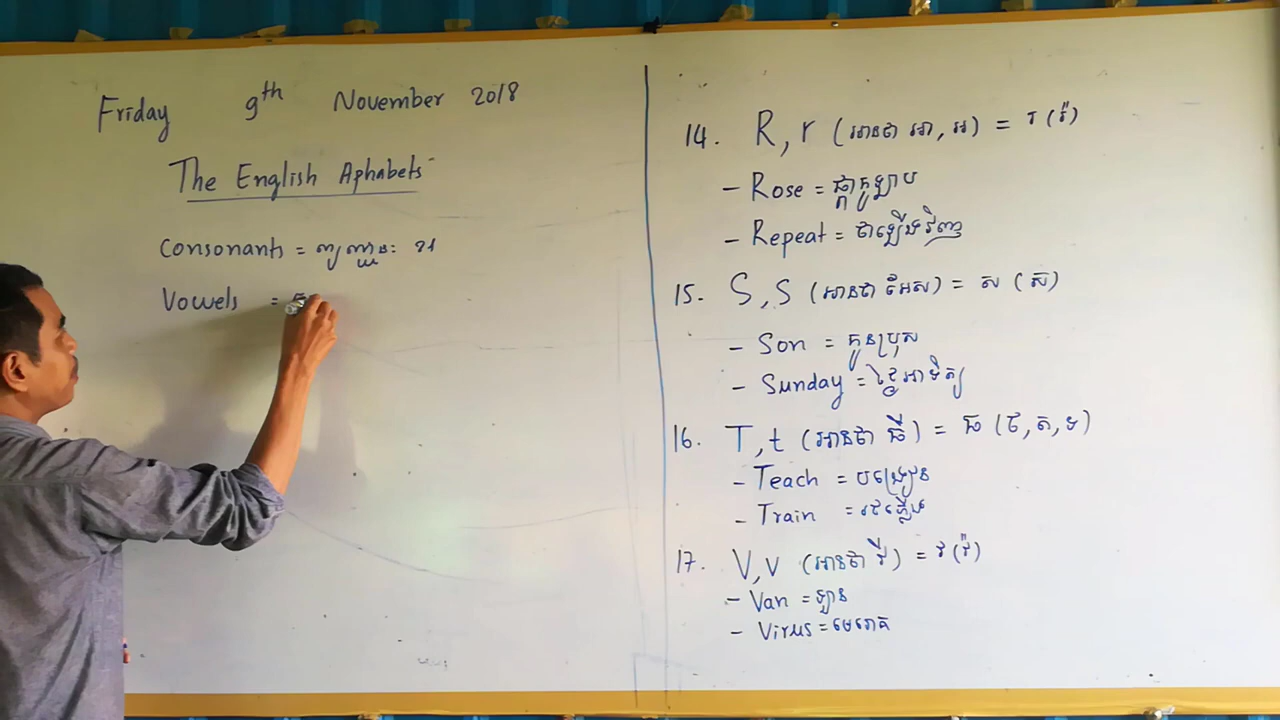 Friday 9th November 2018
The English Aphabets
Consonants = ព្យញ្ជនៈ ២១
Vowels = ស
14. R, r (អានថា អា, អ) = រ (រ៉)
- Rose = ផ្កាកូឡាប
- Repeat = ថាឡើងវិញ
15. S, S (អានថា អែស) = ស (ស៊)
- Son = កូនប្រុស
- Sunday = ថ្ងៃអាទិត្យ
16. T, t (អានថា ធី) = ធ (ថ, ត, ទ)
- Teach = បង្រៀន
- Train = រថភ្លើង
17. V, v (អានថា វី) = វ (វ៉)
- Van = ឡាន
- Virus = មេរោគ